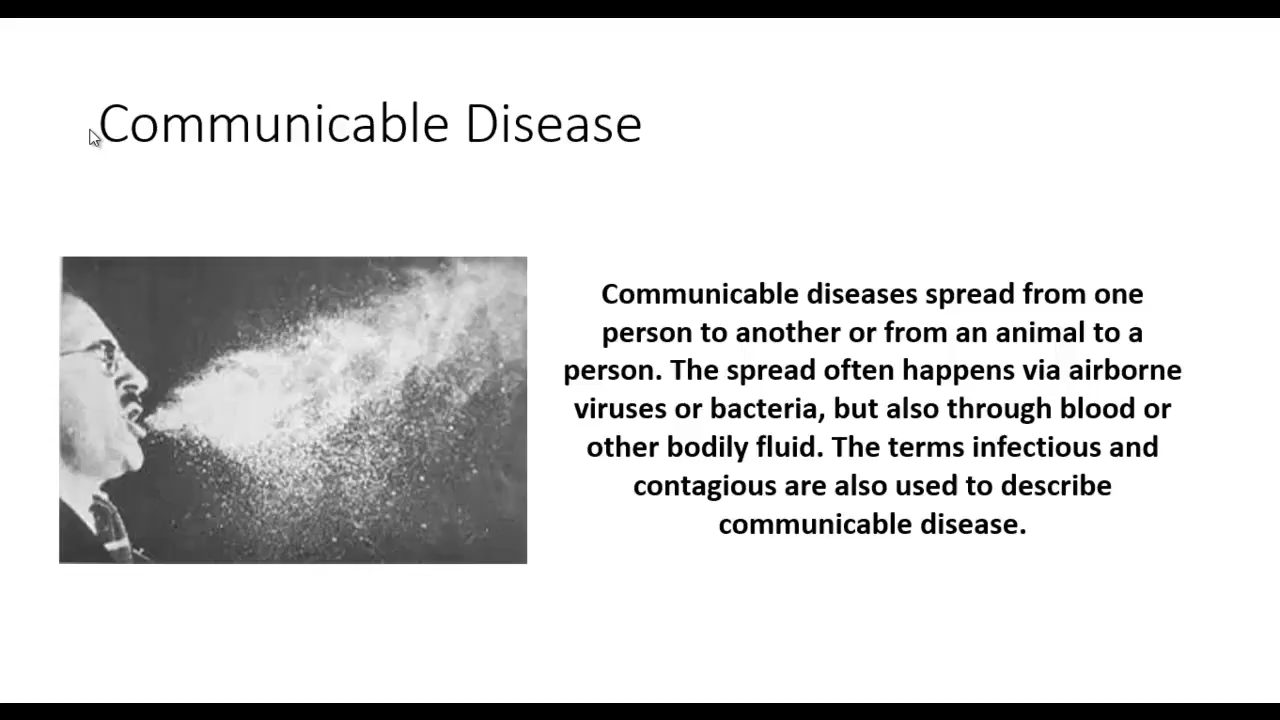 Communicable Disease
Communicable diseases spread from one
person to another or from an animal to a
person. The spread often happens via airborne
viruses or bacteria, but also through blood or
other bodily fluid. The terms infectious and
contagious are also used to describe
communicable disease.